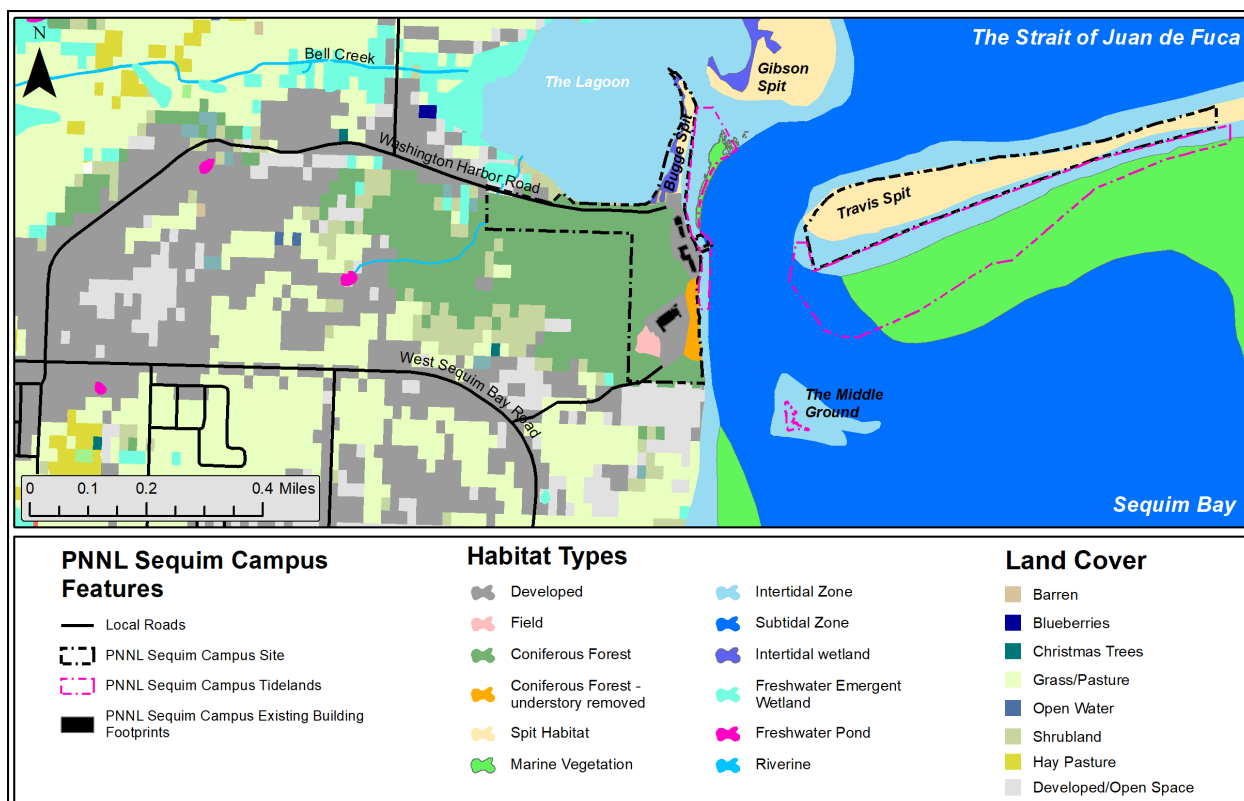 N
Bell Creek
The Lagoon
The Strait of Juan de Fuca
Gibson
Spit
Washington Harbor Road
Bugge Spit
Travis Spit
West Sequim Bay Road
The Middle
Ground
Sequim Bay
0 0.1 0.2 0.4 Miles
PNNL Sequim Campus
Features
Local Roads
PNNL Sequim Campus Site
PNNL Sequim Campus Tidelands
PNNL Sequim Campus Existing Building
Footprints
Habitat Types
Developed
Field
Coniferous Forest
Coniferous Forest -
understory removed
Spit Habitat
Marine Vegetation
Intertidal Zone
Subtidal Zone
Intertidal wetland
Freshwater Emergent
Wetland
Freshwater Pond
Riverine
Land Cover
Barren
Blueberries
Christmas Trees
Grass/Pasture
Open Water
Shrubland
Hay Pasture
Developed/Open Space